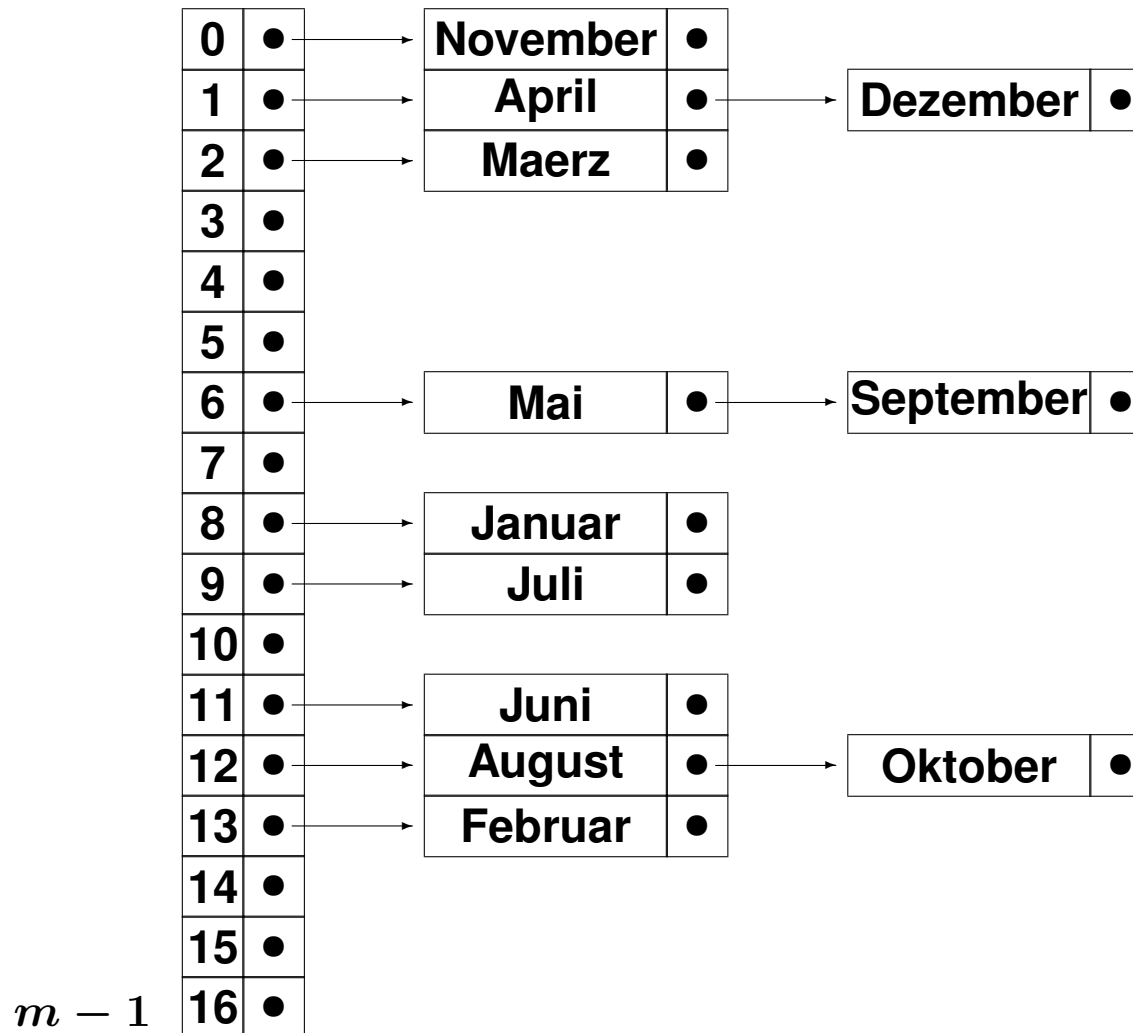 0 November
1 April Dezember
2 Maerz
3
4
5
6 Mai September
7
8 Januar
9 Juli
10
11 Juni
12 August Oktober
13 Februar
14
15
m − 1 16